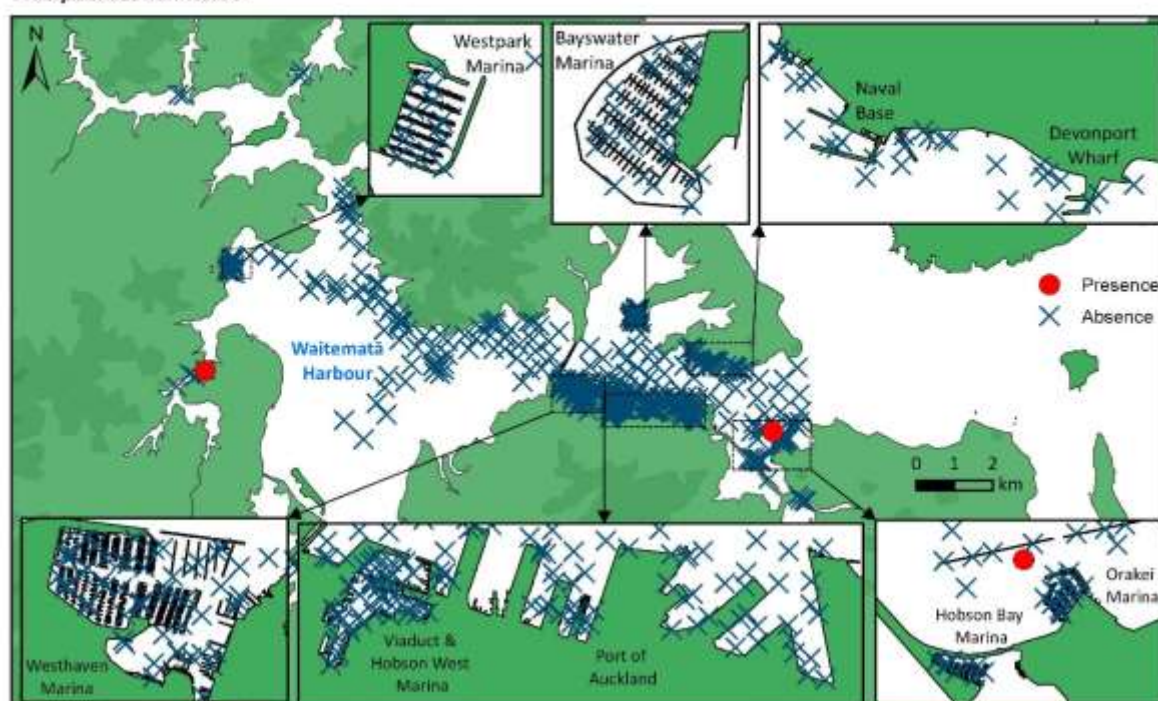 N
Westpark
Marina
Bayswater
Marina
Naval
Base
Devonport
Wharf
Presence
Absence
Waitematā
Harbour
0 1 2
km
Westhaven
Marina
Viaduct &
Hobson West
Marina
Port of
Auckland
Hobson Bay
Marina
Orakei
Marina